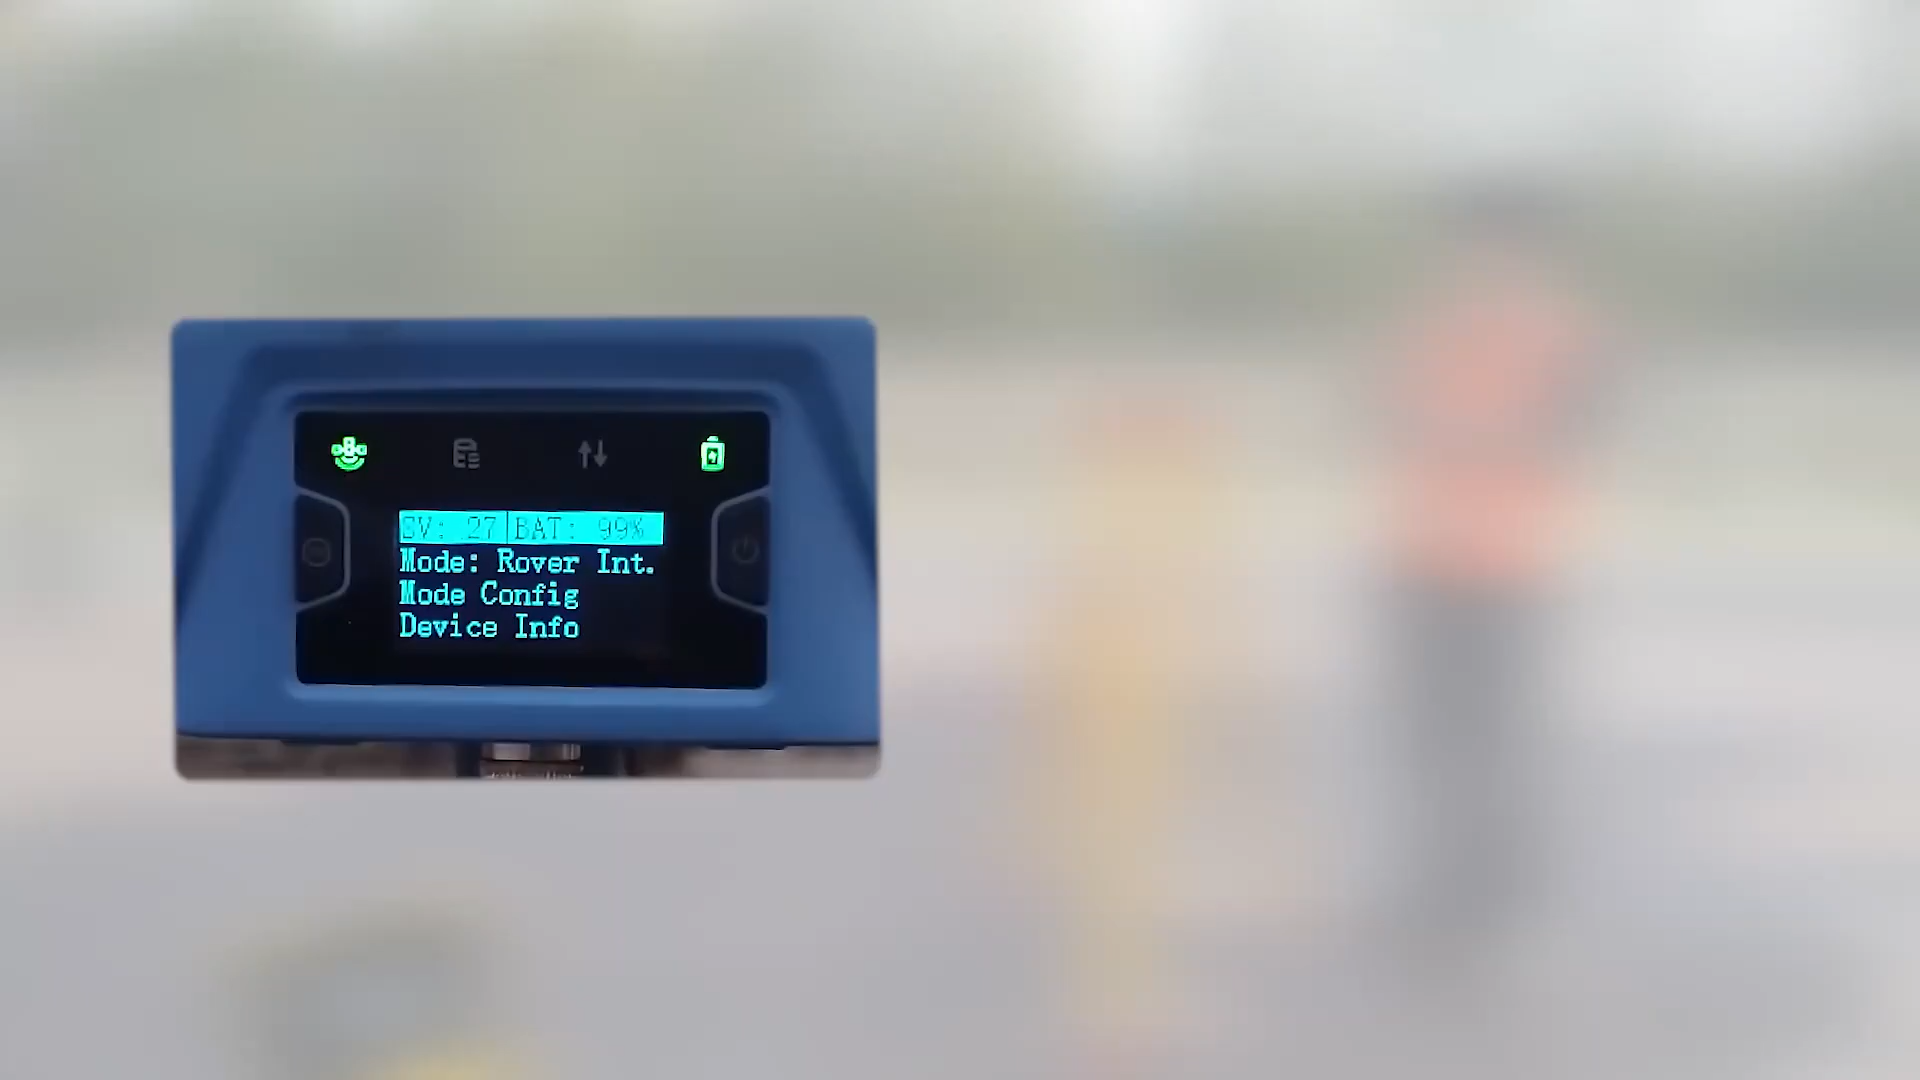 SV: 27 BAT: 99%
Mode: Rover Int.
Mode Config
Device Info